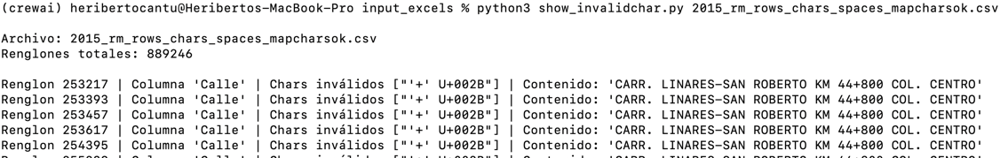 (crewai) heribertocantu@Heribertos-MacBook-Pro input_excels % python3 show_invalidchar.py 2015_rm_rows_chars_spaces_mapcharsok.csv
Archivo: 2015_rm_rows_chars_spaces_mapcharsok.csv
Renglones totales: 889246
Renglon 253217 | Columna 'Calle' | Chars inválidos ["'+' U+002B"] | Contenido: 'CARR. LINARES-SAN ROBERTO KM 44+800 COL. CENTRO'
Renglon 253393 | Columna 'Calle' | Chars inválidos ["'+' U+002B"] | Contenido: 'CARR. LINARES-SAN ROBERTO KM 44+800 COL. CENTRO'
Renglon 253457 | Columna 'Calle' | Chars inválidos ["'+' U+002B"] | Contenido: 'CARR. LINARES-SAN ROBERTO KM 44+800 COL. CENTRO'
Renglon 253617 | Columna 'Calle' | Chars inválidos ["'+' U+002B"] | Contenido: 'CARR. LINARES-SAN ROBERTO KM 44+800 COL. CENTRO'
Renglon 254395 | Columna 'Calle' | Chars inválidos ["'+' U+002B"] | Contenido: 'CARR. LINARES-SAN ROBERTO KM 44+800 COL. CENTRO'